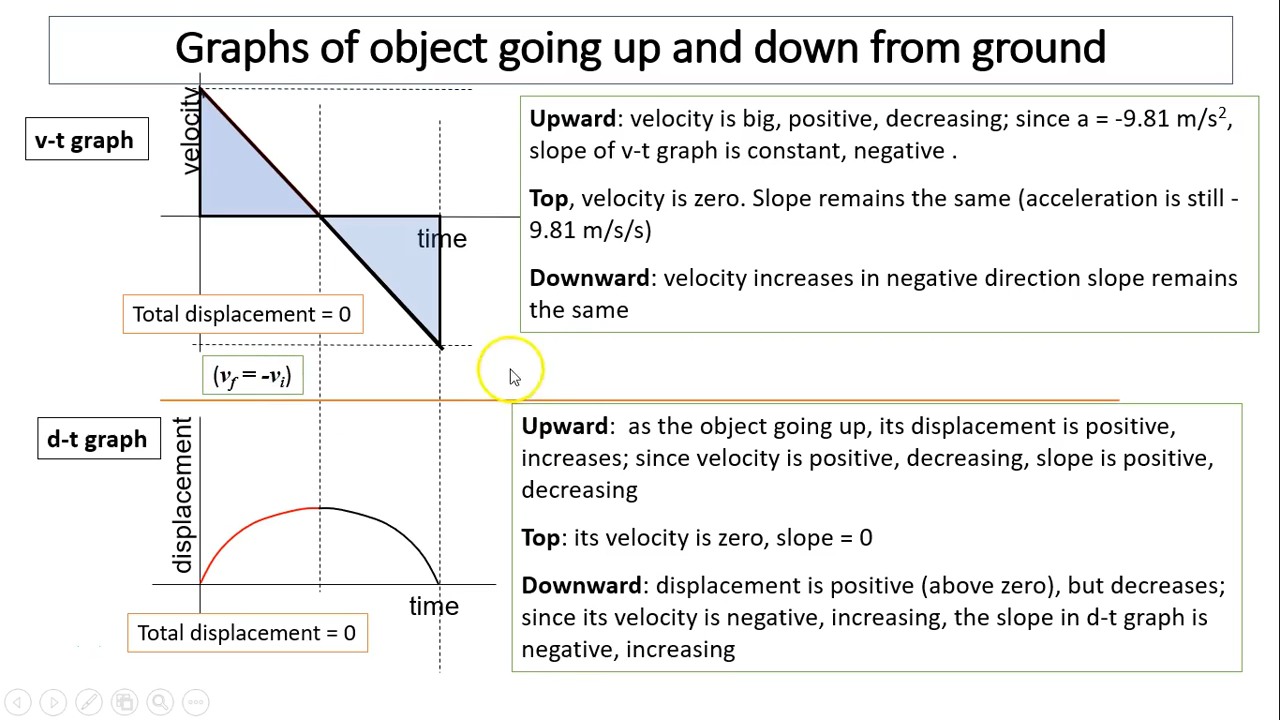 Graphs of object going up and down from ground
v-t graph
velocity
time
Total displacement = 0
(vf = -vi)
Upward: velocity is big, positive, decreasing; since a = -9.81 m/s²,
slope of v-t graph is constant, negative .
Top, velocity is zero. Slope remains the same (acceleration is still -
9.81 m/s/s)
Downward: velocity increases in negative direction slope remains
the same
d-t graph
displacement
time
Total displacement = 0
Upward: as the object going up, its displacement is positive,
increases; since velocity is positive, decreasing, slope is positive,
decreasing
Top: its velocity is zero, slope = 0
Downward: displacement is positive (above zero), but decreases;
since its velocity is negative, increasing, the slope in d-t graph is
negative, increasing